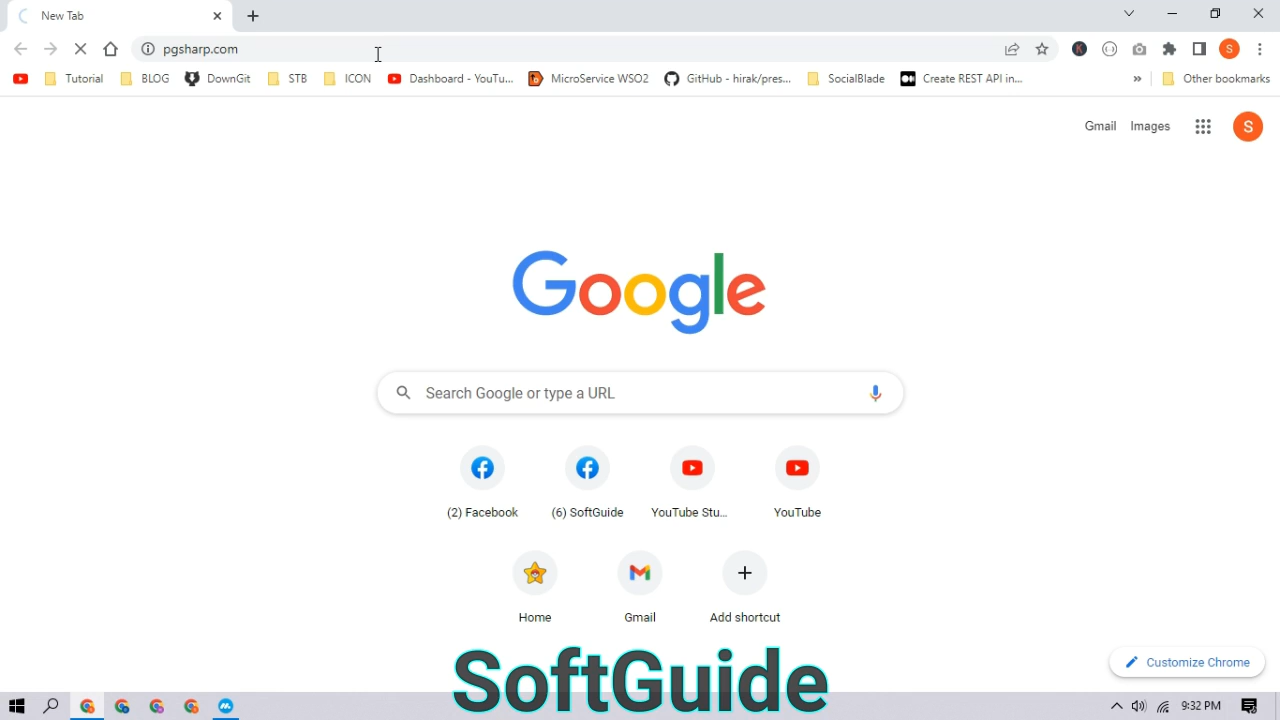 New Tab
pgsharp.com
S
Tutorial BLOG DownGit STB ICON Dashboard - YouTu... MicroService WSO2 GitHub - hirak/pres... SocialBlade Create REST API in... » Other bookmarks
Gmail Images S
Google
Search Google or type a URL
(2) Facebook (6) SoftGuide YouTube Stu... YouTube
Home Gmail Add shortcut
SoftGuide
Customize Chrome
9:32 PM